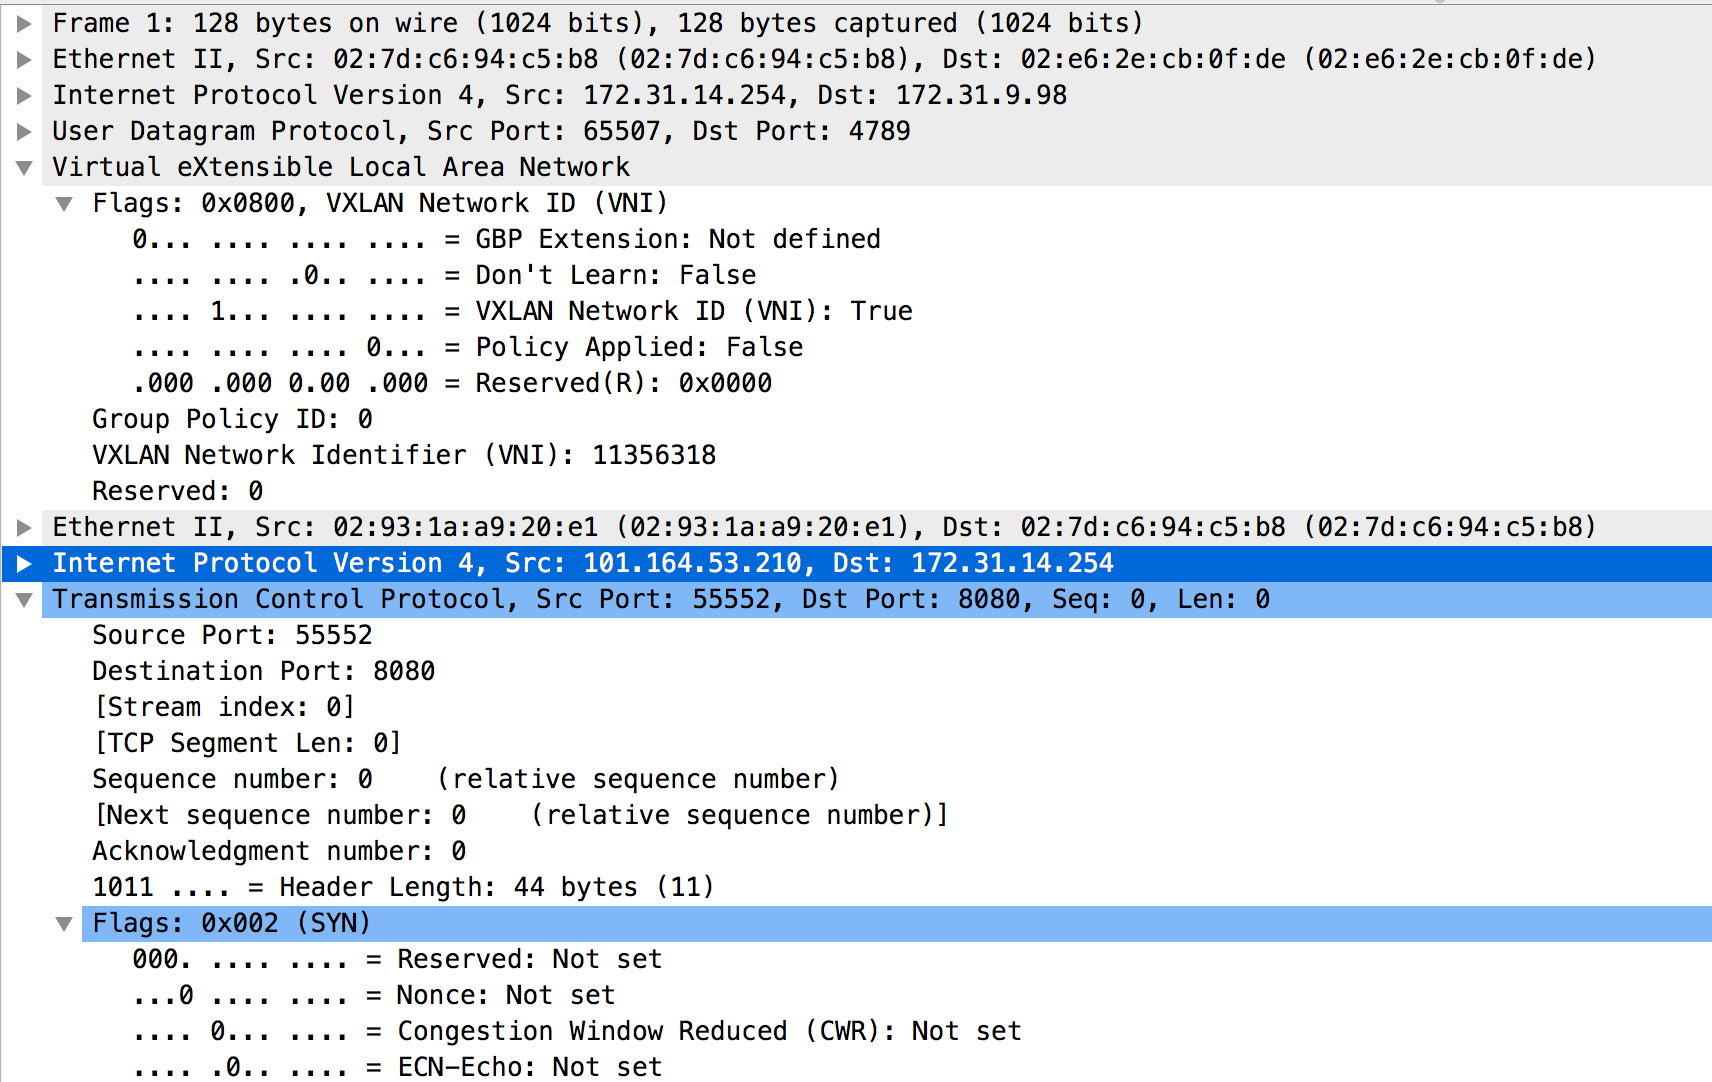 Frame 1: 128 bytes on wire (1024 bits), 128 bytes captured (1024 bits)
Ethernet II, Src: 02:7d:c6:94:c5:b8 (02:7d:c6:94:c5:b8), Dst: 02:e6:2e:cb:0f:de (02:e6:2e:cb:0f:de)
Internet Protocol Version 4, Src: 172.31.14.254, Dst: 172.31.9.98
User Datagram Protocol, Src Port: 65507, Dst Port: 4789
Virtual eXtensible Local Area Network
Flags: 0x0800, VXLAN Network ID (VNI)
0... .... .... .... = GBP Extension: Not defined
.... .... .0.. .... = Don't Learn: False
.... 1... .... .... = VXLAN Network ID (VNI): True
.... .... .... 0... = Policy Applied: False
.000 .000 0.00 .000 = Reserved(R): 0x0000
Group Policy ID: 0
VXLAN Network Identifier (VNI): 11356318
Reserved: 0
Ethernet II, Src: 02:93:1a:a9:20:e1 (02:93:1a:a9:20:e1), Dst: 02:7d:c6:94:c5:b8 (02:7d:c6:94:c5:b8)
Internet Protocol Version 4, Src: 101.164.53.210, Dst: 172.31.14.254
Transmission Control Protocol, Src Port: 55552, Dst Port: 8080, Seq: 0, Len: 0
Source Port: 55552
Destination Port: 8080
[Stream index: 0]
[TCP Segment Len: 0]
Sequence number: 0    (relative sequence number)
[Next sequence number: 0    (relative sequence number)]
Acknowledgment number: 0
1011 .... = Header Length: 44 bytes (11)
Flags: 0x002 (SYN)
000. .... .... = Reserved: Not set
...0 .... .... = Nonce: Not set
.... 0... .... = Congestion Window Reduced (CWR): Not set
.... .0.. .... = ECN-Echo: Not set